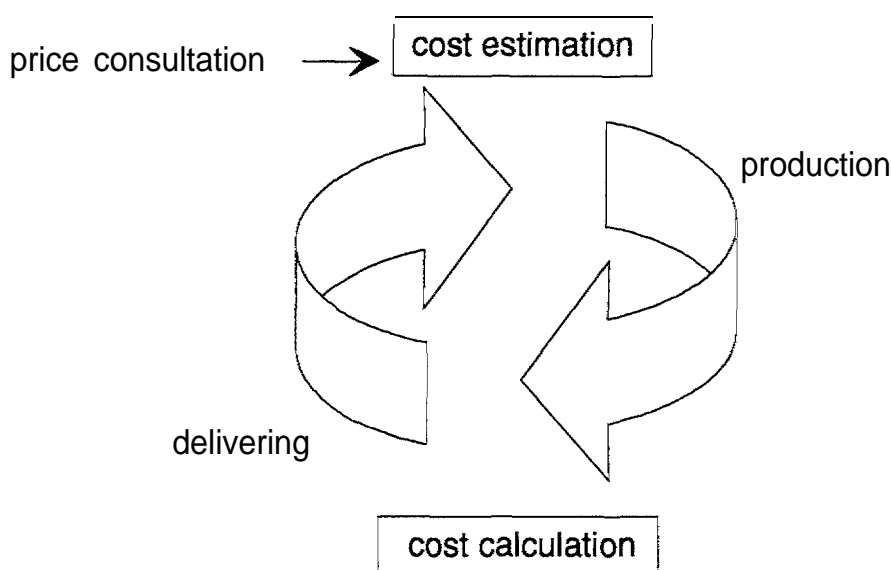 cost estimation
price consultation
production
delivering
cost calculation